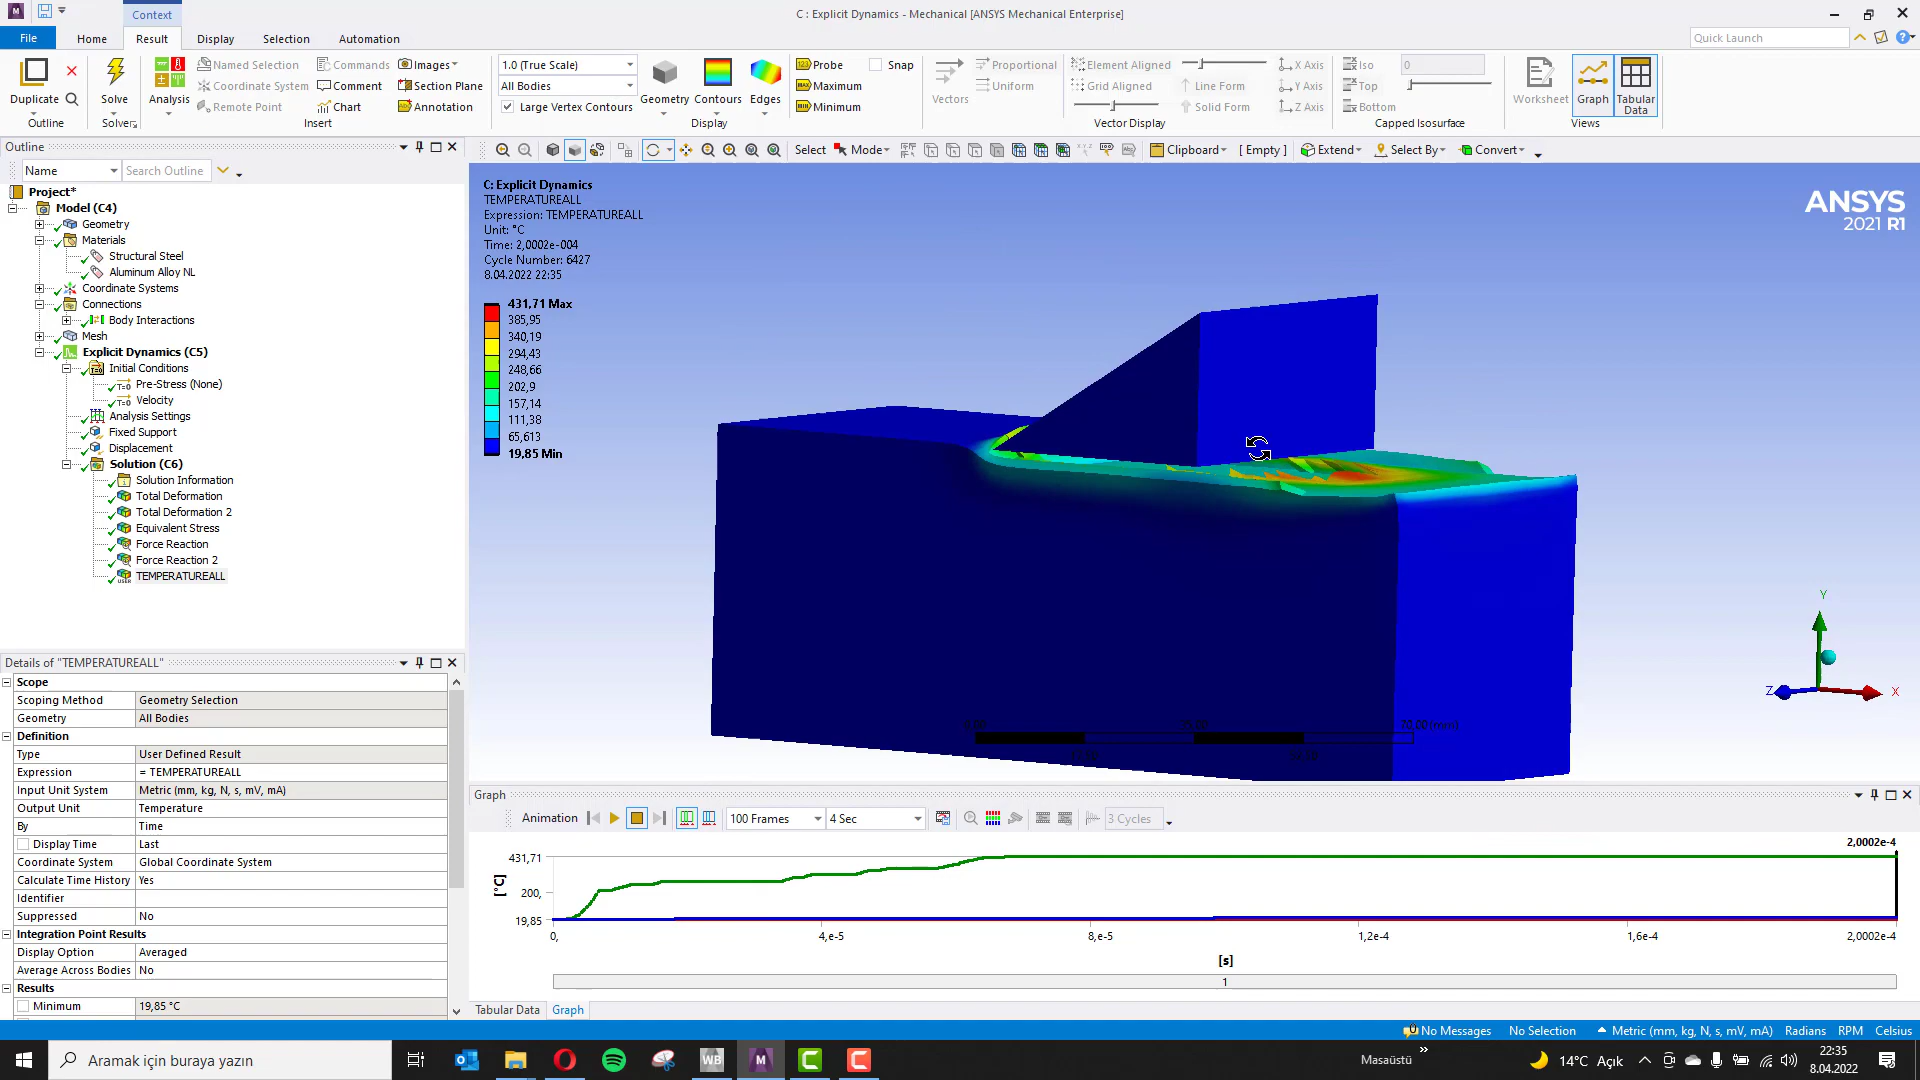 Context
C : Explicit Dynamics - Mechanical [ANSYS Mechanical Enterprise]
File
Home
Result
Display
Selection
Automation
Quick Launch
Duplicate
Outline
Solve
Solver
Analysis
Named Selection
Coordinate System
Remote Point
Commands
Comment
Chart
Images
Section Plane
Annotation
Insert
1.0 (True Scale)
All Bodies
Large Vertex Contours
Geometry
Contours
Edges
Display
Probe
Maximum
Minimum
Snap
Vectors
Proportional
Uniform
Element Aligned
Grid Aligned
Line Form
Solid Form
X Axis
Y Axis
Z Axis
Vector Display
Iso
Top
Bottom
0
Capped Isosurface
Worksheet
Graph
Tabular Data
Views
Outline
Name
Search Outline
Select
Mode
Clipboard
[ Empty ]
Extend
Select By
Convert
Project*
Model (C4)
Geometry
Materials
Structural Steel
Aluminum Alloy NL
Coordinate Systems
Connections
Body Interactions
Mesh
Explicit Dynamics (C5)
Initial Conditions
Pre-Stress (None)
Velocity
Analysis Settings
Fixed Support
Displacement
Solution (C6)
Solution Information
Total Deformation
Total Deformation 2
Equivalent Stress
Force Reaction
Force Reaction 2
TEMPERATUREALL
C: Explicit Dynamics
TEMPERATUREALL
Expression: TEMPERATUREALL
Unit: °C
Time: 2,0002e-004
Cycle Number: 6427
8.04.2022 22:35
431,71 Max
385,95
340,19
294,43
248,66
202,9
157,14
111,38
65,613
19,85 Min
ANSYS
2021 R1
Y
Z
X
0,00
35,00
70,00 (mm)
Details of "TEMPERATUREALL"
Scope
Scoping Method Geometry Selection
Geometry All Bodies
Definition
Type User Defined Result
Expression = TEMPERATUREALL
Input Unit System Metric (mm, kg, N, s, mV, mA)
Output Unit Temperature
By Time
Display Time Last
Coordinate System Global Coordinate System
Calculate Time History Yes
Identifier
Suppressed No
Integration Point Results
Display Option Averaged
Average Across Bodies No
Results
Minimum 19,85 °C
Graph
Animation
100 Frames
4 Sec
3 Cycles
2,0002e-4
431,71
200,
19,85
[°C]
0,
4,e-5
8,e-5
1,2e-4
1,6e-4
2,0002e-4
[s]
1
Tabular Data
Graph
No Messages
No Selection
Metric (mm, kg, N, s, mV, mA)
Radians
RPM
Celsius
Aramak için buraya yazın
WB
M
C
C
Masaüstü
»
14°C Açık
22:35
8.04.2022